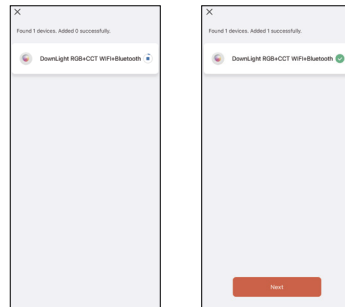 Found 1 devices. Added 0 successfully.
DownLight RGB+CCT WIFI+Bluetooth
Found 1 devices. Added 1 successfully.
DownLight RGB+CCT WIFI+Bluetooth
Next